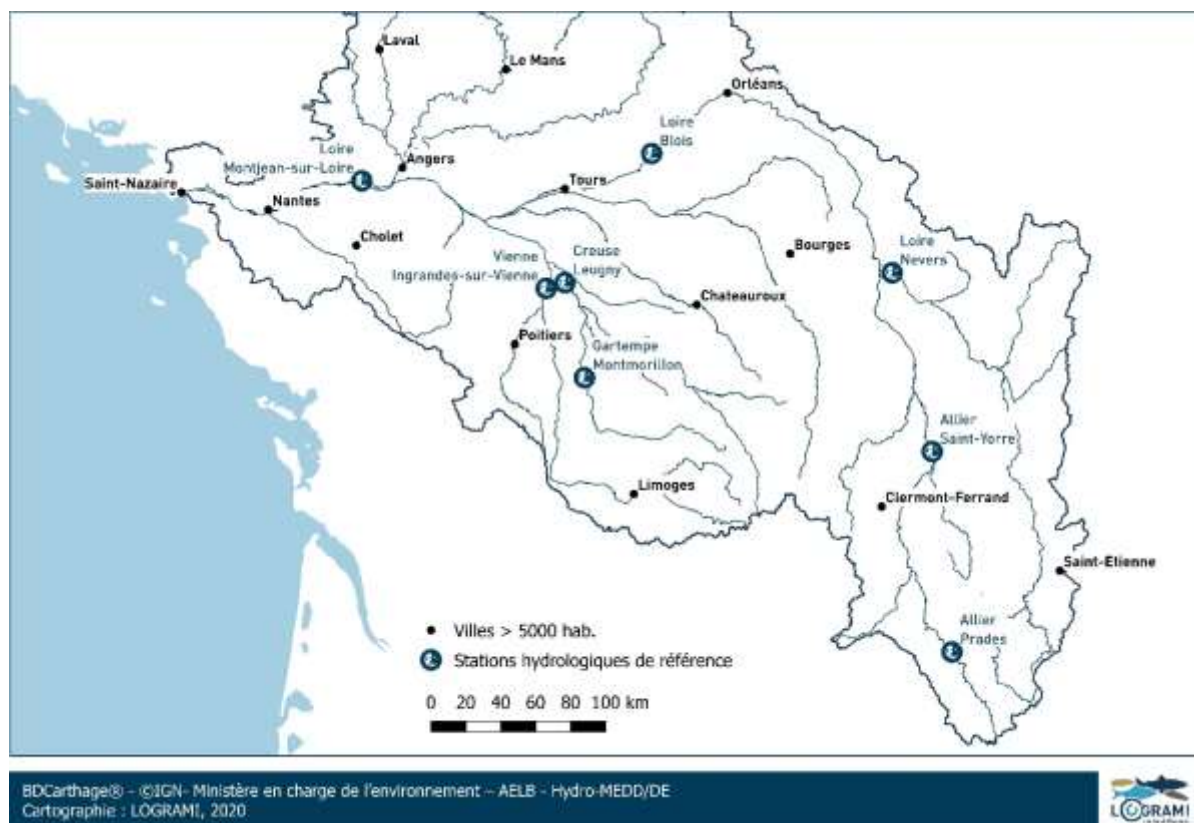 Laval
Le Mans
Orléans
Loire
Blois
Loire
Montjean-sur-Loire
Angers
Saint-Nazaire
Tours
Nantes
Cholet
Bourges
Loire
Nevers
Vienne
Ingrandes-sur-Vienne
Creuse
Leugny
Chateauroux
Poitiers
Gartempe
Montmorillon
Allier
Saint-Yorre
Limoges
Clermont-Ferrand
Saint-Etienne
Allier
Prades
Villes > 5000 hab.
Stations hydrologiques de référence
0 20 40 60 80 100 km
BDCarthage® - ©IGN- Ministère en charge de l'environnement – AELB - Hydro-MEDD/DE
Cartographie : LOGRAMI, 2020
LOGRAMI